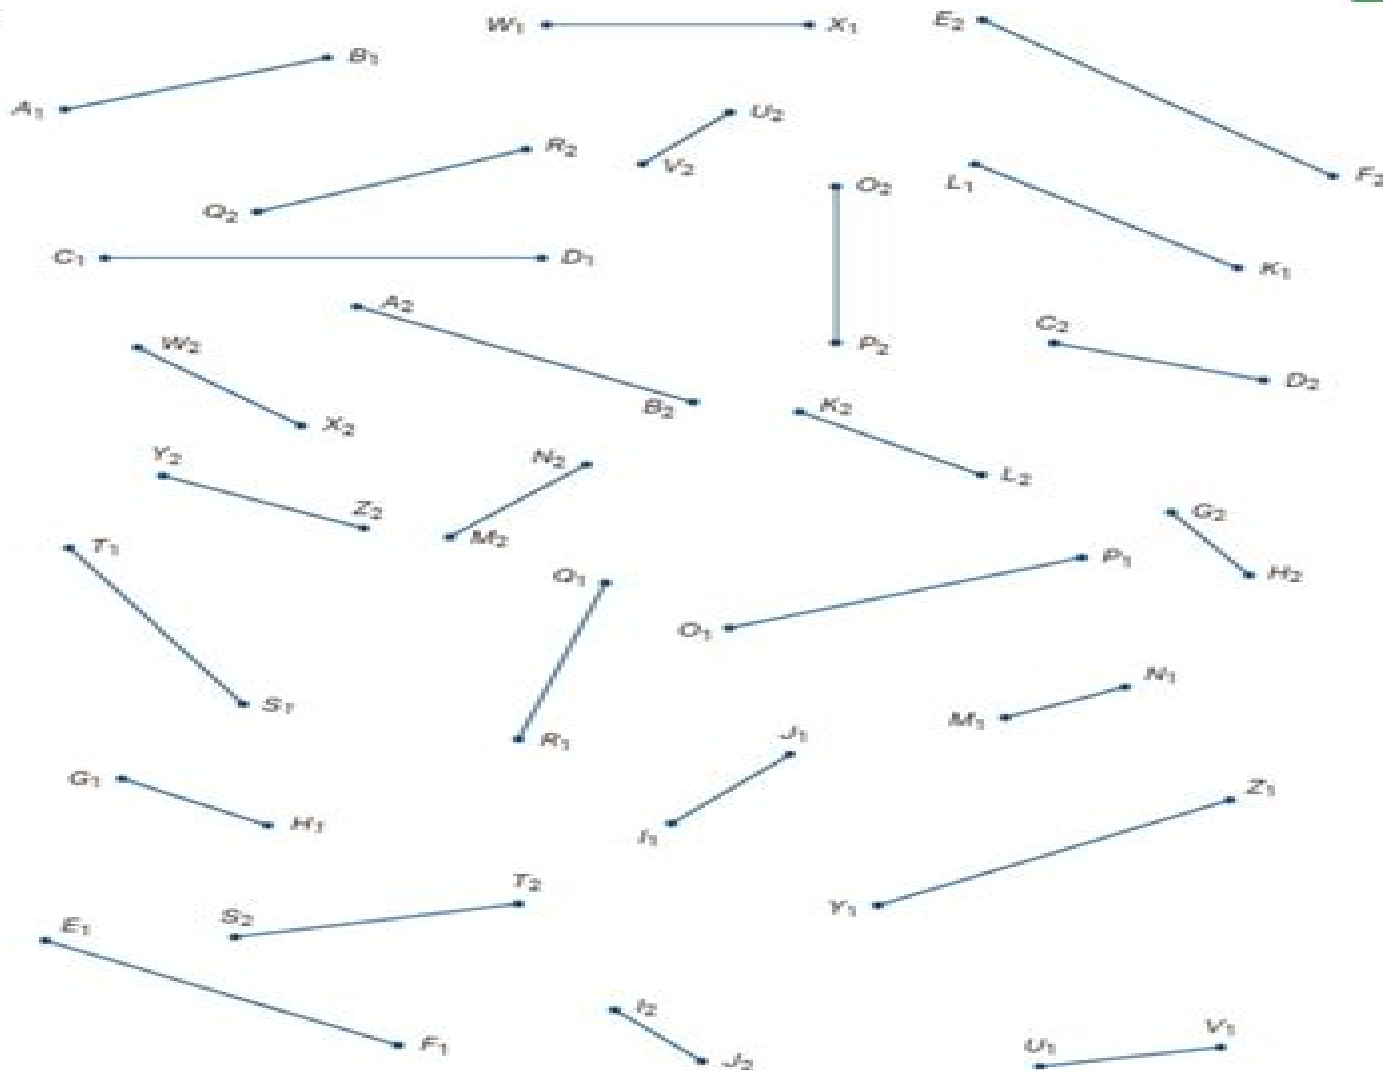 W₁ X₁ E₂
B₁
A₁
U₂
R₂
V₂ F₂
Q₂ O₂ L₁
C₁ D₁ K₁
A₂
W₂ P₂ C₂
D₂
B₂ K₂
X₂
Y₂ N₂
L₂
Z₂ G₂
T₁ M₂
Q₁ P₁ H₂
O₁
S₁ N₁
M₁
R₁ J₁
G₁ Z₁
H₁ I₁
T₂
S₂ Y₁
E₁
I₂
F₁ V₁
J₂ U₁